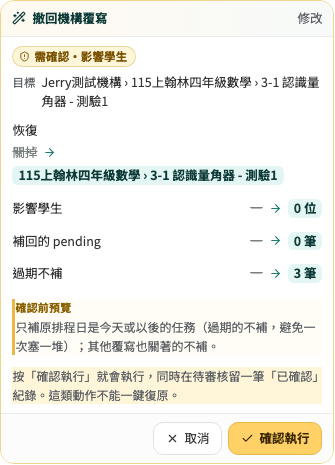 撤回機構覆寫 修改
需確認・影響學生
目標 Jerry測試機構 › 115上翰林四年級數學 › 3-1 認識量
角器 - 測驗1
恢復
關掉 →
115上翰林四年級數學 › 3-1 認識量角器 - 測驗1
影響學生 — → 0 位
補回的 pending — → 0 筆
過期不補 — → 3 筆
確認前預覽
只補原排程日是今天或以後的任務（過期的不補，避免一
次塞一堆）；其他覆寫也關著的不補。
按「確認執行」就會執行，同時在待審核留一筆「已確認」
紀錄。這類動作不能一鍵復原。
✕ 取消 ✓ 確認執行